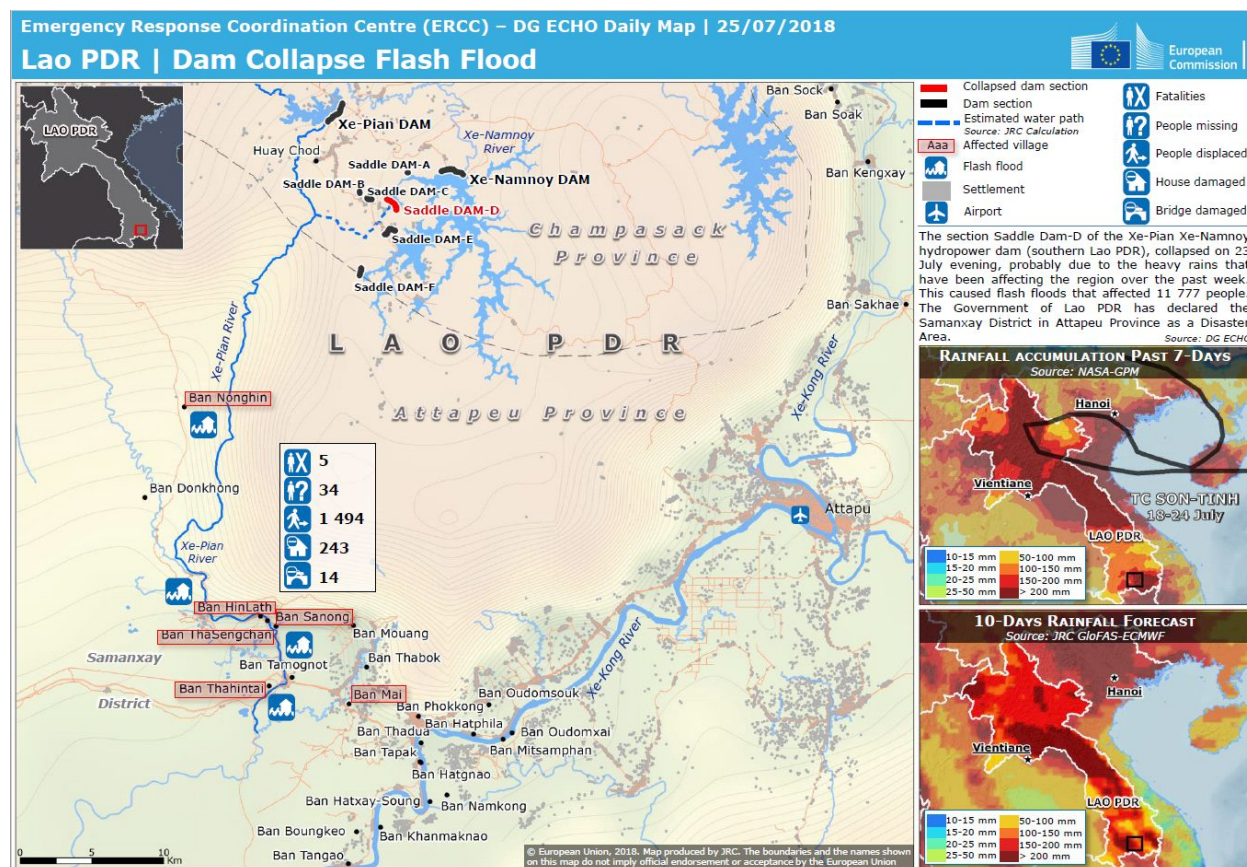 Emergency Response Coordination Centre (ERCC) – DG ECHO Daily Map | 25/07/2018
Lao PDR | Dam Collapse Flash Flood
European
Commission
LAO PDR
Xe-Pian DAM
Huay Chod
Xe-Namnoy
River
Saddle DAM-A
Xe-Namnoy DAM
Saddle DAM-B
Saddle DAM-C
Saddle DAM-D
Saddle DAM-E
Saddle DAM-F
Champasack
Province
Ban Sock
Ban Soak
Ban Kengxay
Ban Sakhae
LAO PDR
Attapeu Province
Xe-Pian River
Xe-Kong River
Ban Nonghin
Ban Donkhong
5
34
1 494
243
14
Attapu
Xe-Pian
River
Ban HinLath
Ban Sanong
Ban ThaSengchan
Ban Mouang
Samanxay
District
Ban Tamognot
Ban Thabok
Ban Thahintai
Ban Mai
Xe-Kong River
Ban Oudomsouk
Ban Phokkong
Ban Hatphila
Ban Thadua
Ban Oudomxai
Ban Tapak
Ban Mitsamphan
Ban Hatgnao
Ban Hatxay-Soung
Ban Namkong
Ban Boungkeo
Ban Khanmaknao
Ban Tangao
0 5 10
Km
© European Union, 2018. Map produced by JRC. The boundaries and the names shown
on this map do not imply official endorsement or acceptance by the European Union
Collapsed dam section
Dam section
Estimated water path
Source: JRC Calculation
Aaa Affected village
Flash flood
Settlement
Airport
Fatalities
People missing
People displaced
House damaged
Bridge damaged
The section Saddle Dam-D of the Xe-Pian Xe-Namnoy
hydropower dam (southern Lao PDR), collapsed on 23
July evening, probably due to the heavy rains that
have been affecting the region over the past week.
This caused flash floods that affected 11 777 people.
The Government of Lao PDR has declared the
Samanxay District in Attapeu Province as a Disaster
Area.
Source: DG ECHO
RAINFALL ACCUMULATION PAST 7-DAYS
Source: NASA-GPM
Hanoi
Vientiane
TC SON-TINH
18-24 July
LAO PDR
10-15 mm 50-100 mm
15-20 mm 100-150 mm
20-25 mm 150-200 mm
25-50 mm > 200 mm
10-DAYS RAINFALL FORECAST
Source: JRC GloFAS-ECMWF
Hanoi
Vientiane
LAO PDR
10-15 mm 50-100 mm
15-20 mm 100-150 mm
20-25 mm 150-200 mm
25-50 mm > 200 mm